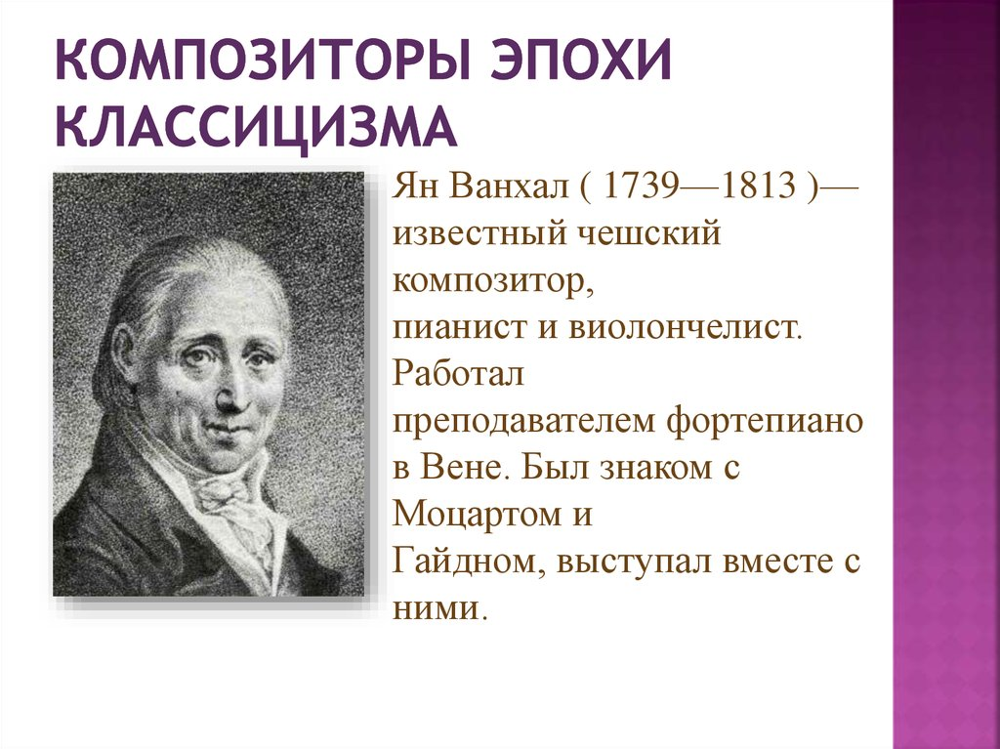 КОМПОЗИТОРЫ ЭПОХИ
КЛАССИЦИЗМА
Ян Ванхал ( 1739—1813 )—
известный чешский
композитор,
пианист и виолончелист.
Работал
преподавателем фортепиано
в Вене. Был знаком с
Моцартом и
Гайдном, выступал вместе с
ними.